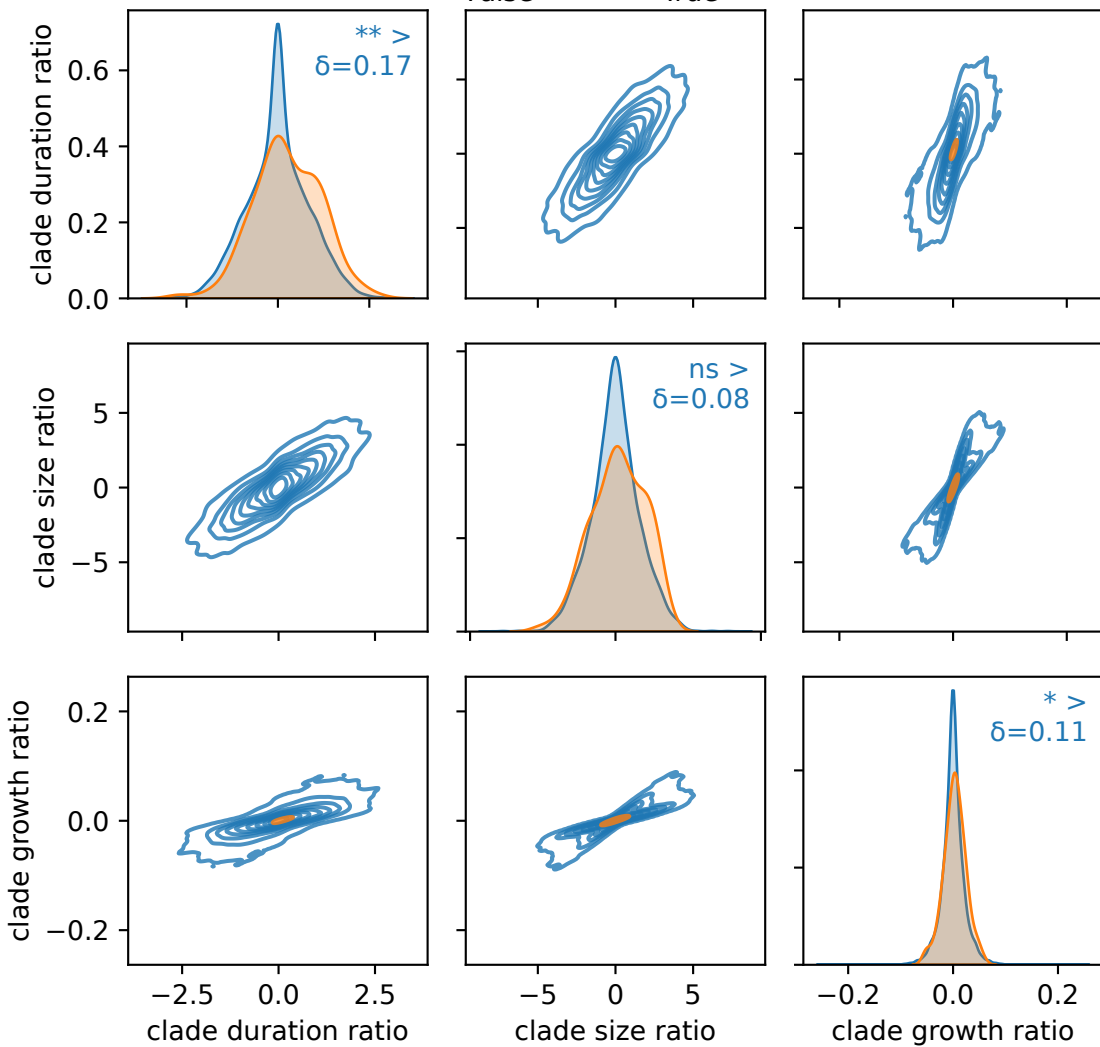 clade duration ratio
0.6
0.4
0.2
0.0
** >
δ=0.17
clade size ratio
5
0
−5
ns >
δ=0.08
clade growth ratio
0.2
0.0
−0.2
* >
δ=0.11
−2.5 0.0 2.5
−5 0 5
−0.2 0.0 0.2
clade duration ratio
clade size ratio
clade growth ratio